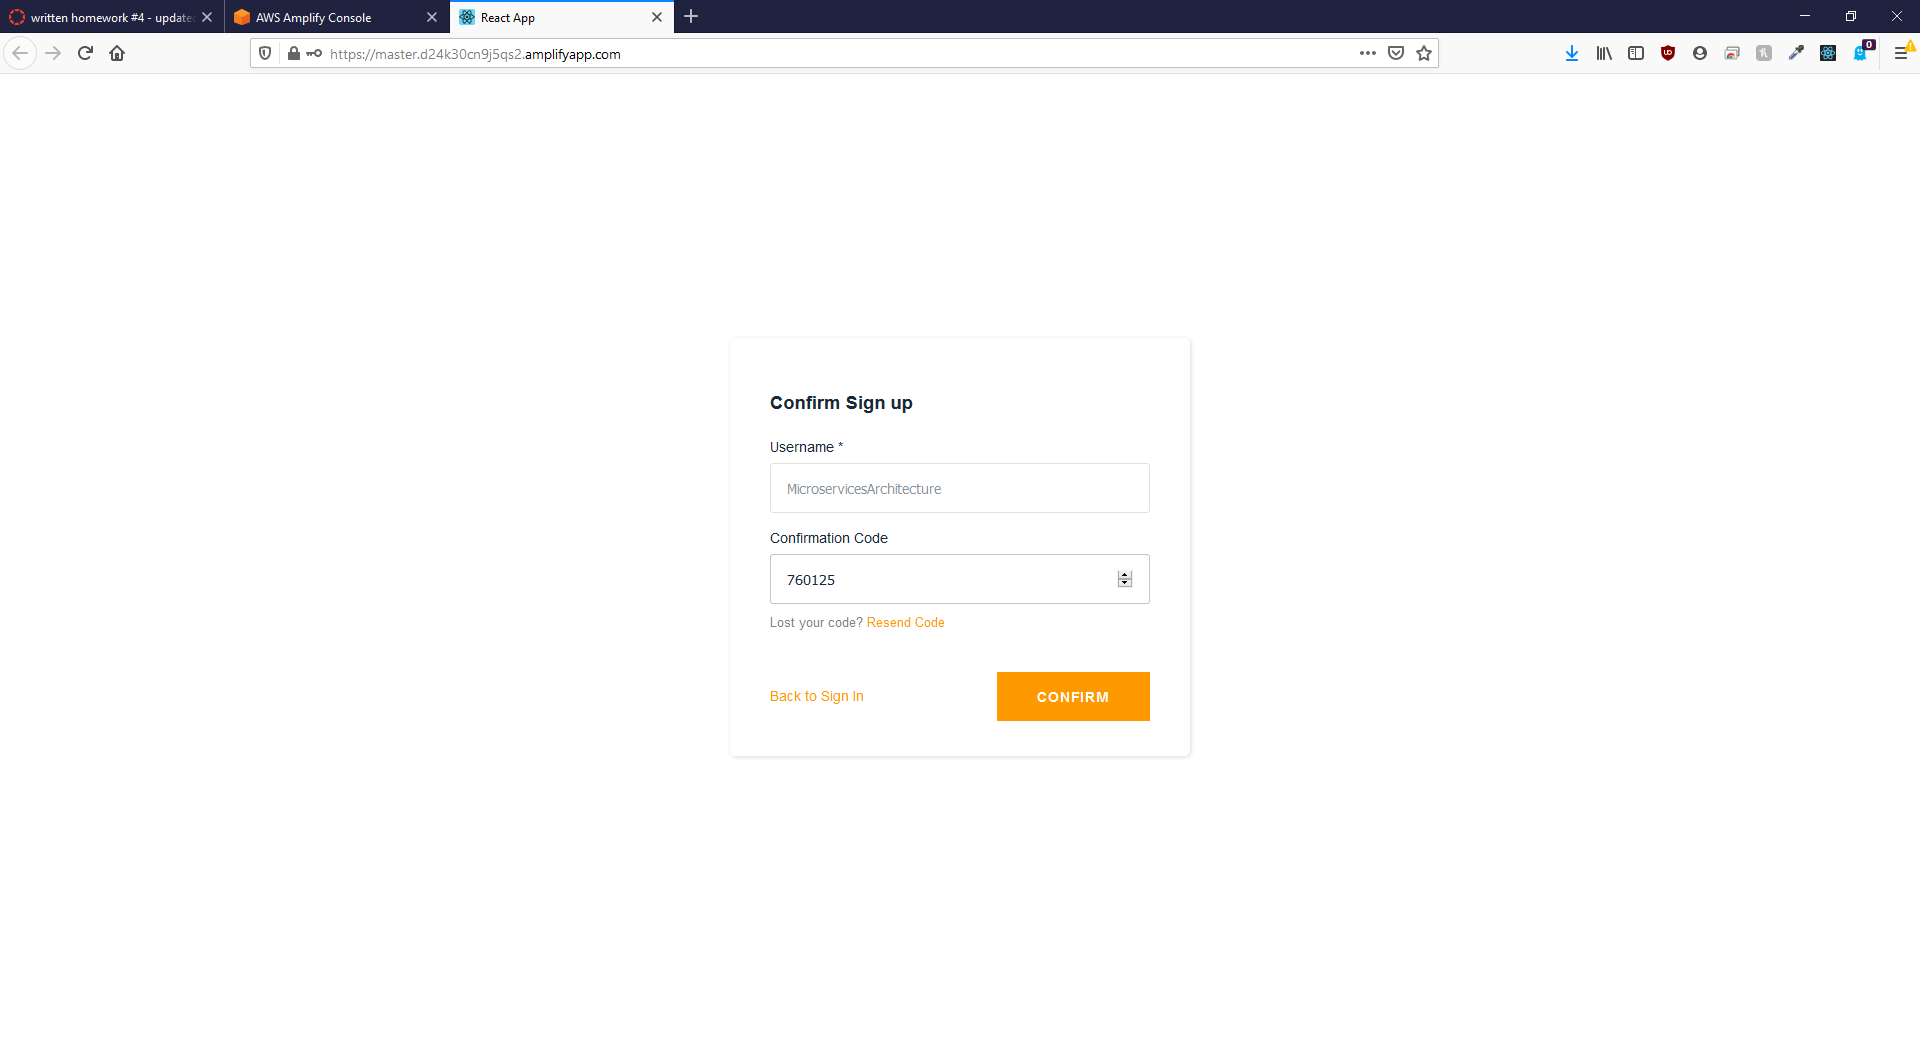 written homework #4 - update
AWS Amplify Console
React App
https://master.d24k30cn9j5qs2.amplifyapp.com
0
Confirm Sign up
Username *
MicroservicesArchitecture
Confirmation Code
760125
Lost your code? Resend Code
Back to Sign In
CONFIRM